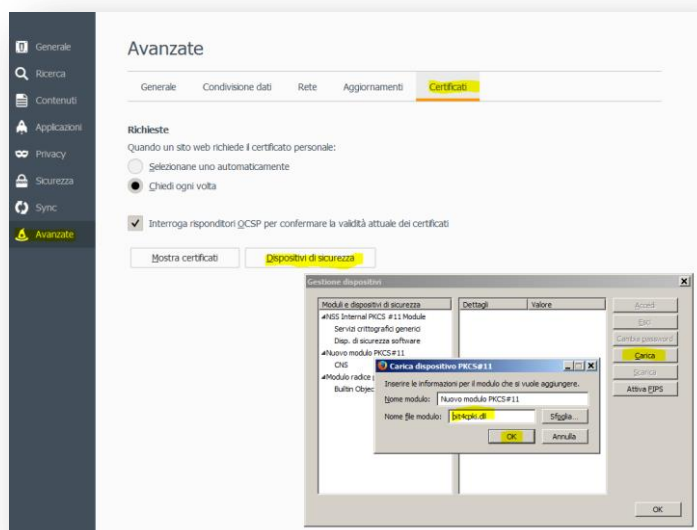 Generale
Ricerca
Contenuti
Applicazioni
Privacy
Sicurezza
Sync
Avanzate
Avanzate
Generale Condivisione dati Rete Aggiornamenti Certificati
Richieste
Quando un sito web richiede il certificato personale:
Selezionane uno automaticamente
Chiedi ogni volta
Interroga risponditori OCSP per confermare la validità attuale dei certificati
Mostra certificati Dispositivi di sicurezza
Gestione dispositivi
Moduli e dispositivi di sicurezza Dettagli Valore
NSS Internal PKCS #11 Module
Servizi crittografici generici
Disp. di sicurezza software
Nuovo modulo PKCS#11
CNS
Modulo radice
Builtin Objec
Accedi
Esci
Cambia password
Carica
Scarica
Attiva FIPS
Carica dispositivo PKCS#11
Inserire le informazioni per il modulo che si vuole aggiungere.
Nome modulo: Nuovo modulo PKCS#11
Nome file modulo: bit4cpki.dll Sfoglia...
OK Annulla
OK